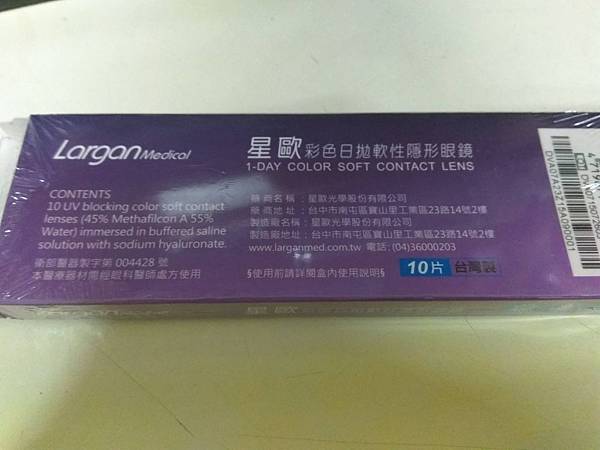 Largan Medical
星歐 彩色日拋軟性隱形眼鏡
1-DAY COLOR SOFT CONTACT LENS
CONTENTS
10 UV blocking color soft contact
lenses (45% Methafilcon A 55%
Water) immersed in buffered saline
solution with sodium hyaluronate.
衛部醫器製字第 004428 號
本醫療器材需經眼科醫師處方使用
藥商名稱：星歐光學股份有限公司
藥商地址：台中市南屯區寶山里工業區23路14號2樓
製造廠名稱：星歐光學股份有限公司
製造廠地址：台中市南屯區寶山里工業區23路14號2樓
www.larganmed.com.tw 電話：(04)36000203
§使用前請詳閱盒內使用說明§
10片 台灣製